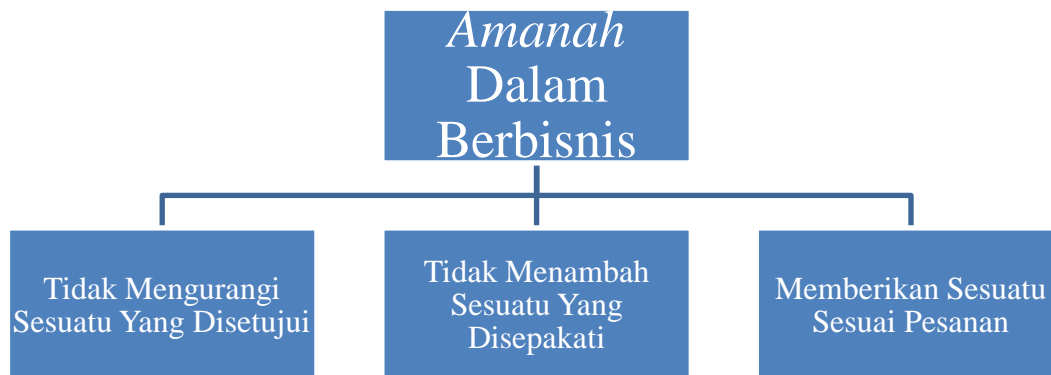 Amanah
Dalam
Berbisnis
Tidak Mengurangi
Sesuatu Yang Disetujui
Tidak Menambah
Sesuatu Yang
Disepakati
Memberikan Sesuatu
Sesuai Pesanan